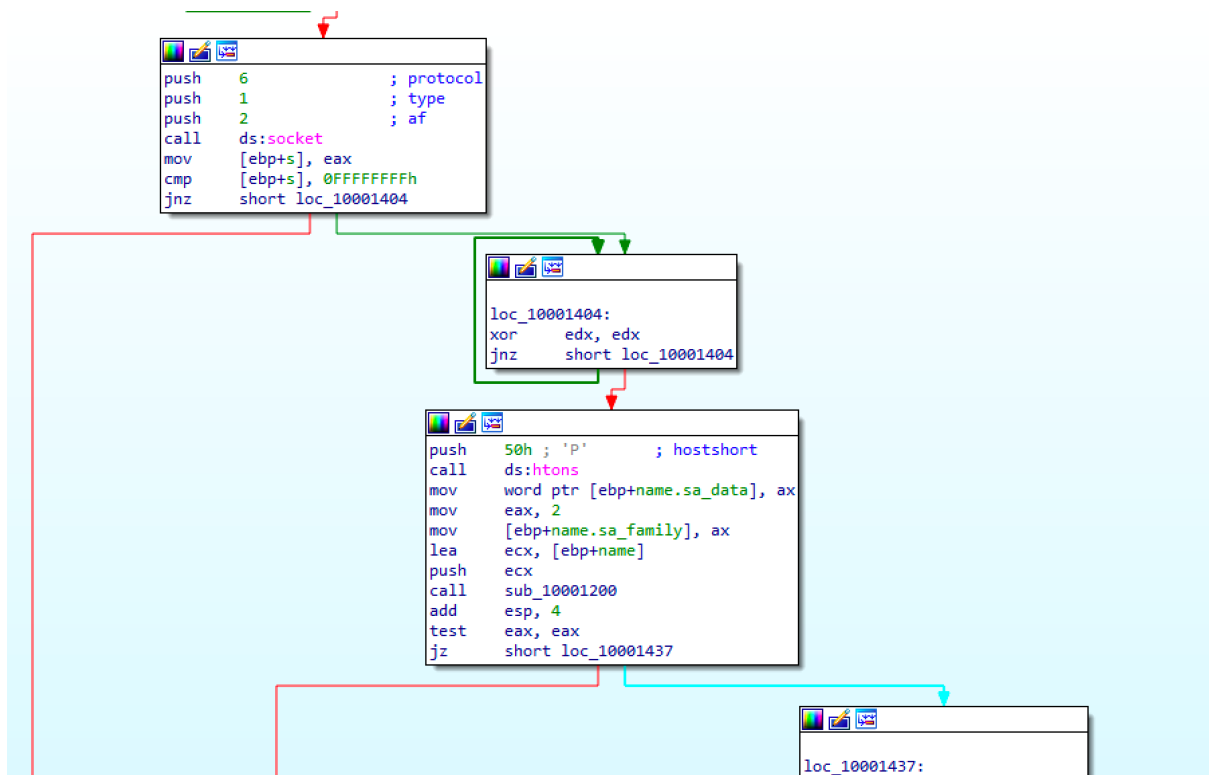 push 6 ; protocol
push 1 ; type
push 2 ; af
call ds:socket
mov [ebp+s], eax
cmp [ebp+s], 0FFFFFFFFh
jnz short loc_10001404
loc_10001404:
xor edx, edx
jnz short loc_10001404
push 50h ; 'P' ; hostshort
call ds:htons
mov word ptr [ebp+name.sa_data], ax
mov eax, 2
mov [ebp+name.sa_family], ax
lea ecx, [ebp+name]
push ecx
call sub_10001200
add esp, 4
test eax, eax
jz short loc_10001437
loc_10001437: